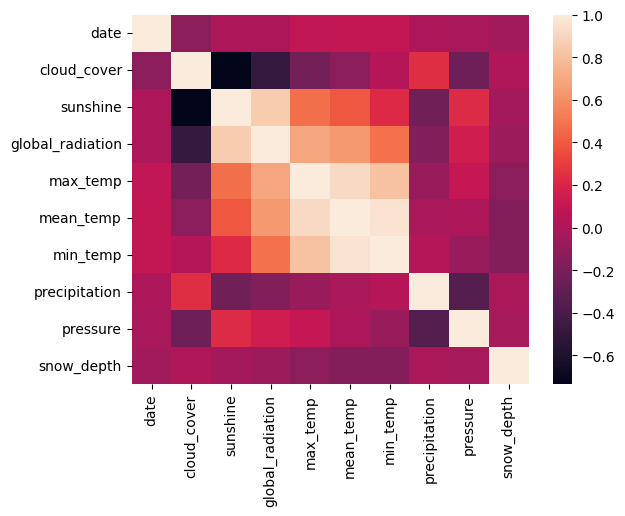 date
cloud_cover
sunshine
global_radiation
max_temp
mean_temp
min_temp
precipitation
pressure
snow_depth
date
cloud_cover
sunshine
global_radiation
max_temp
mean_temp
min_temp
precipitation
pressure
snow_depth
1.0
0.8
0.6
0.4
0.2
0.0
−0.2
−0.4
−0.6